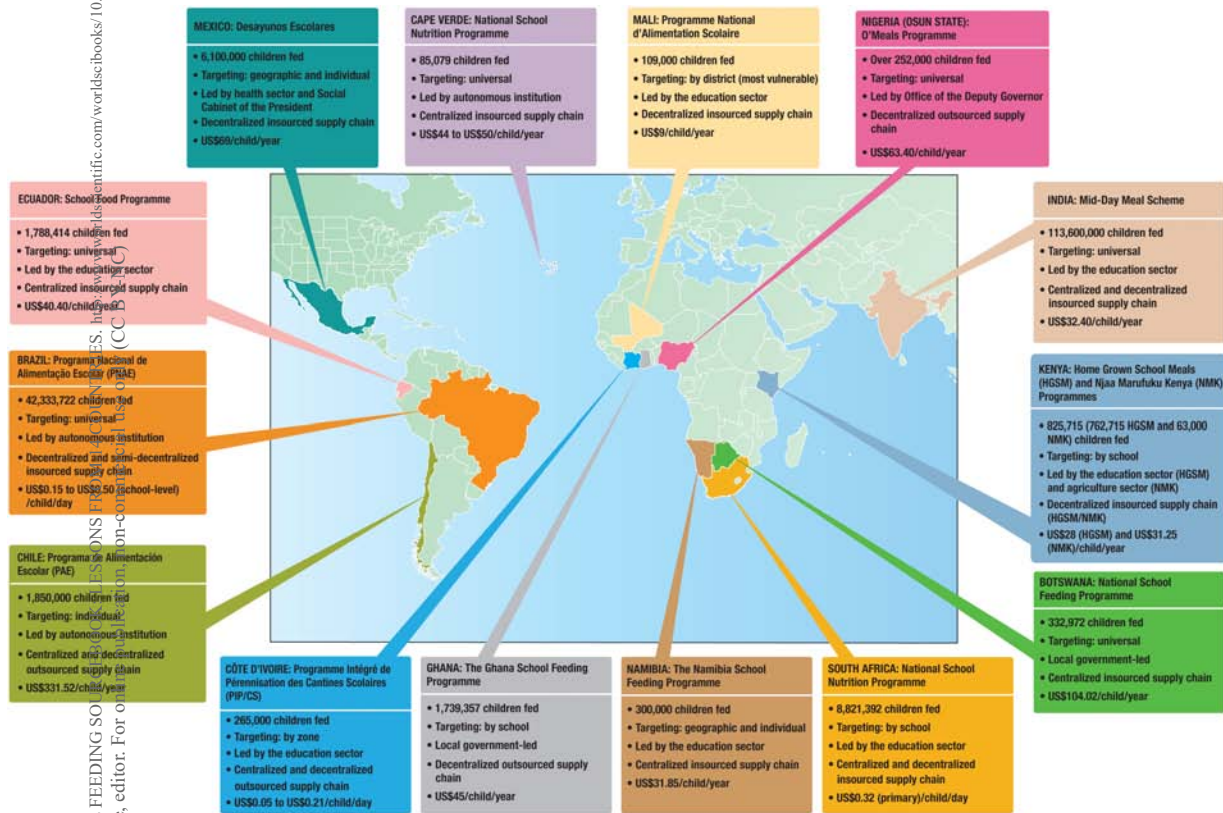 MEXICO: Desayunos Escolares
• 6,100,000 children fed
• Targeting: geographic and individual
• Led by health sector and Social
Cabinet of the President
• Decentralized insourced supply chain
• US$69/child/year
CAPE VERDE: National School
Nutrition Programme
• 85,079 children fed
• Targeting: universal
• Led by autonomous institution
• Centralized insourced supply chain
• US$44 to US$50/child/year
MALI: Programme National
d'Alimentation Scolaire
• 109,000 children fed
• Targeting: by district (most vulnerable)
• Led by the education sector
• Decentralized insourced supply chain
• US$9/child/year
NIGERIA (OSUN STATE):
O'Meals Programme
• Over 252,000 children fed
• Targeting: universal
• Led by Office of the Deputy Governor
• Decentralized outsourced supply
chain
• US$63.40/child/year
ECUADOR: School Food Programme
• 1,788,414 children fed
• Targeting: universal
• Led by the education sector
• Centralized insourced supply chain
• US$40.40/child/year
INDIA: Mid-Day Meal Scheme
• 113,600,000 children fed
• Targeting: universal
• Led by the education sector
• Centralized and decentralized
insourced supply chain
• US$32.40/child/year
BRAZIL: Programa Nacional de
Alimentação Escolar (PNAE)
• 42,333,722 children fed
• Targeting: universal
• Led by autonomous institution
• Decentralized and semi-decentralized
insourced supply chain
• US$0.15 to US$0.50 (school-level)
/child/day
KENYA: Home Grown School Meals
(HGSM) and Njaa Marufuku Kenya (NMK)
Programmes
• 825,715 (762,715 HGSM and 63,000
NMK) children fed
• Targeting: by school
• Led by the education sector (HGSM)
and agriculture sector (NMK)
• Decentralized insourced supply chain
(HGSM/NMK)
• US$28 (HGSM) and US$31.25
(NMK)/child/year
CHILE: Programa de Alimentación
Escolar (PAE)
• 1,850,000 children fed
• Targeting: individual
• Led by autonomous institution
• Centralized and decentralized
outsourced supply chain
• US$331.52/child/year
BOTSWANA: National School
Feeding Programme
• 332,972 children fed
• Targeting: universal
• Local government-led
• Centralized insourced supply chain
• US$104.02/child/year
CÔTE D'IVOIRE: Programme Intégré de
Pérennisation des Cantines Scolaires
(PIP/CS)
• 265,000 children fed
• Targeting: by zone
• Led by the education sector
• Centralized and decentralized
outsourced supply chain
• US$0.05 to US$0.21/child/day
GHANA: The Ghana School Feeding
Programme
• 1,739,357 children fed
• Targeting: by school
• Local government-led
• Decentralized outsourced supply
chain
• US$45/child/year
NAMIBIA: The Namibia School
Feeding Programme
• 300,000 children fed
• Targeting: geographic and individual
• Led by the education sector
• Centralized insourced supply chain
• US$31.85/child/year
SOUTH AFRICA: National School
Nutrition Programme
• 8,821,392 children fed
• Targeting: by school
• Led by the education sector
• Centralized and decentralized
insourced supply chain
• US$0.32 (primary)/child/day
FEEDING SOURCEBOOK: LESSONS FROM 14 COUNTRIES.
editor. For online publication, non-commercial use only (CC BY-NC)